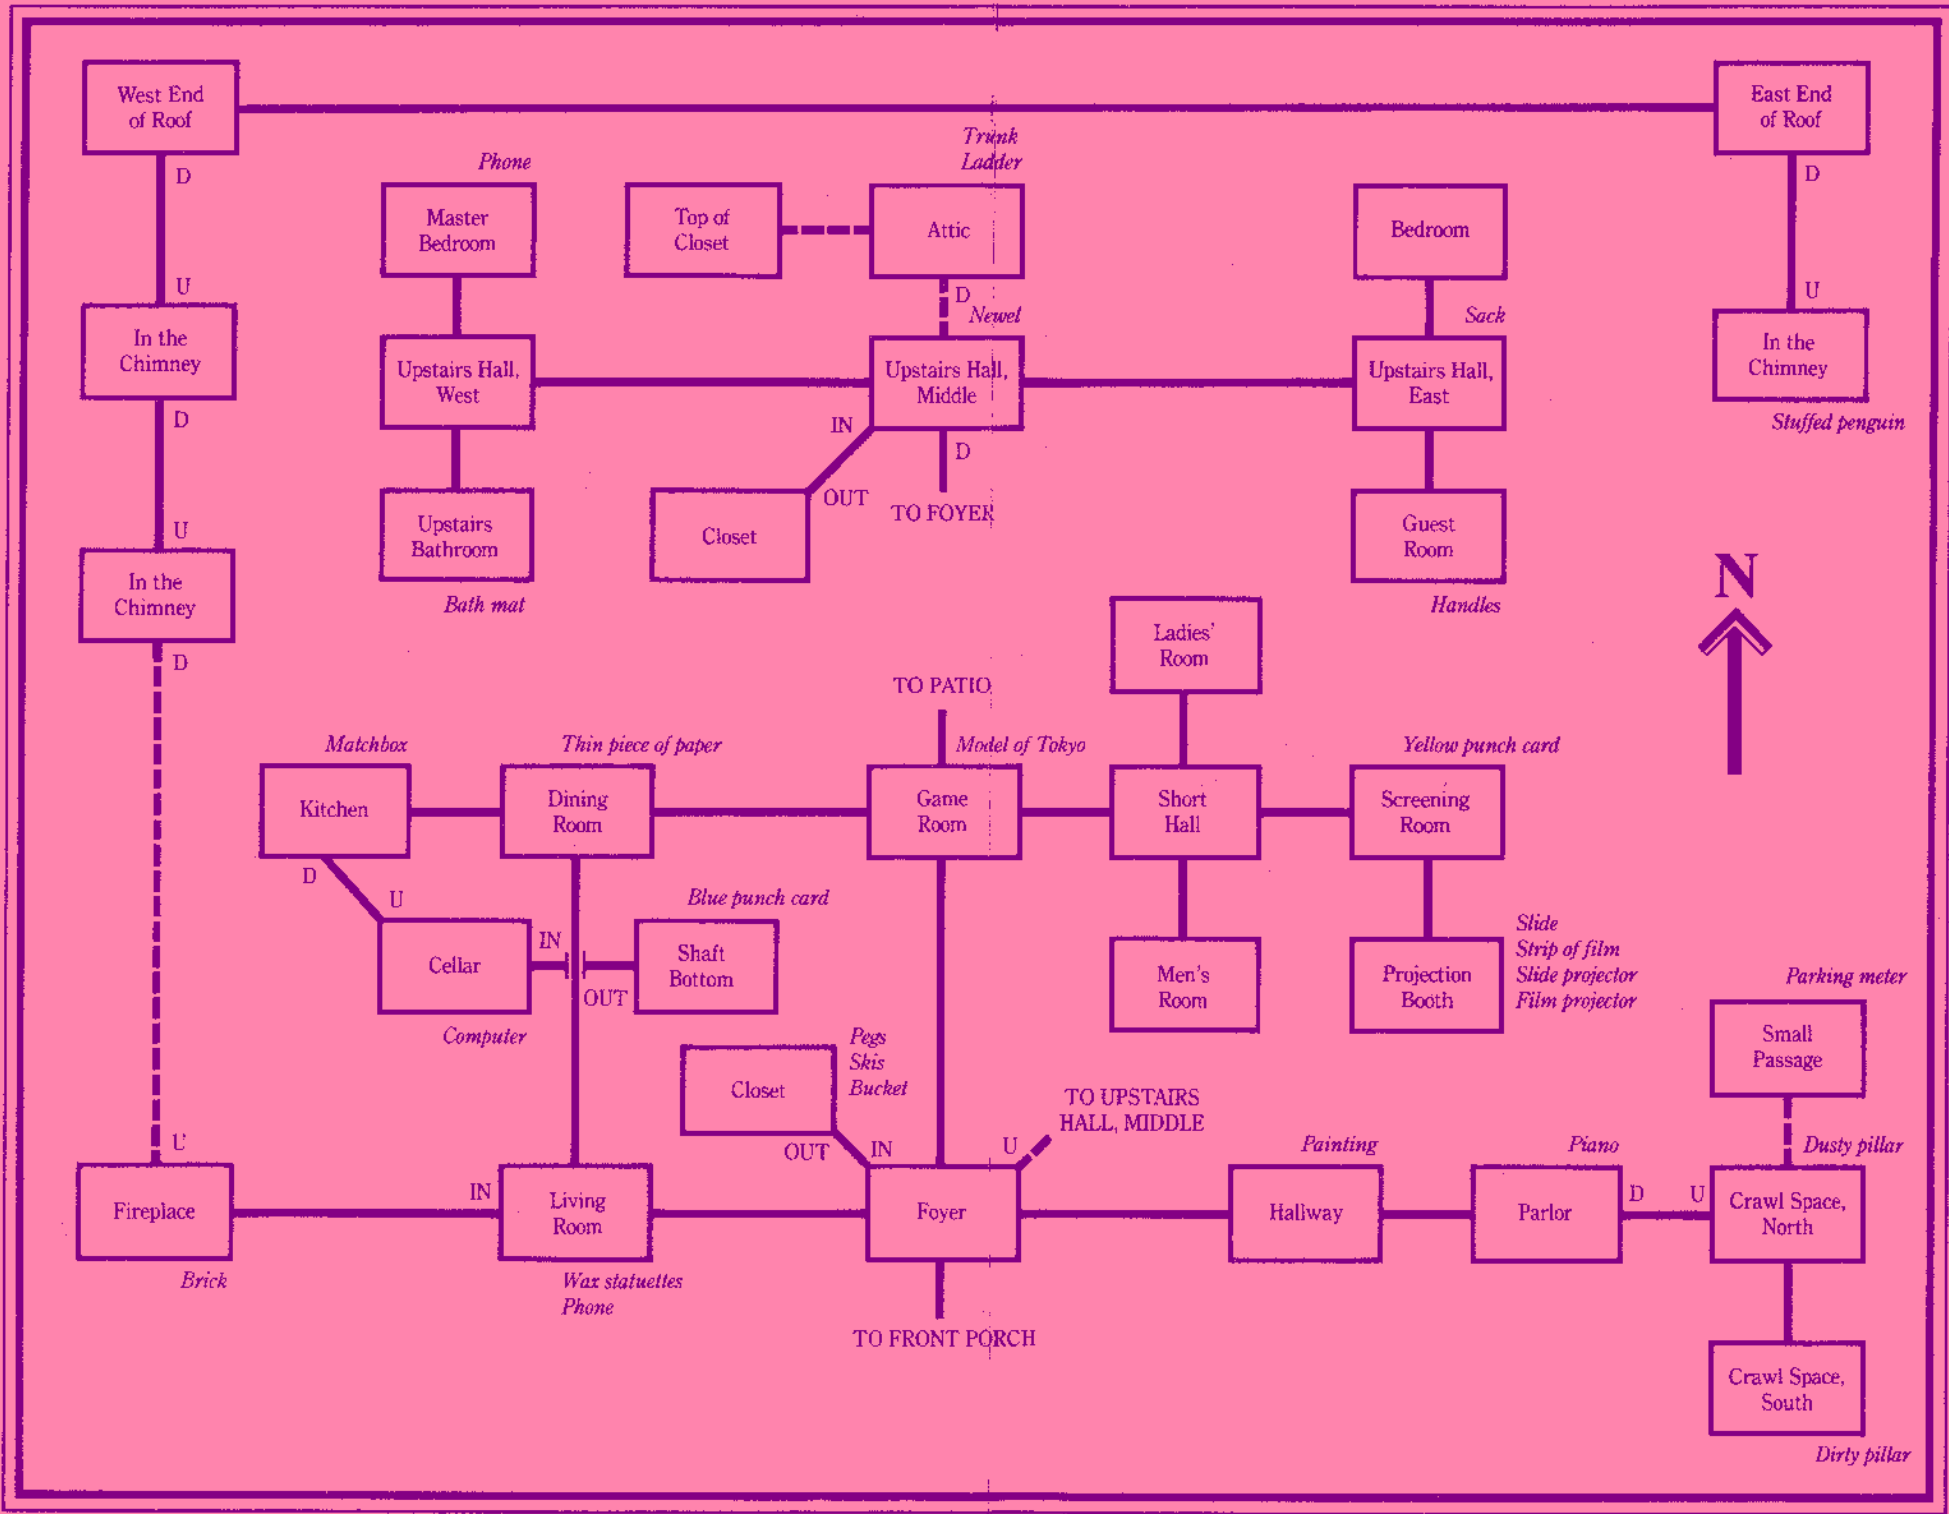 West End
of Roof
East End
of Roof
D
D
Trunk
Ladder
Phone
Master
Bedroom
Top of
Closet
Attic
Bedroom
U
U
D
Newel
Sack
In the
Chimney
In the
Chimney
Upstairs Hall,
West
Upstairs Hall,
Middle
Upstairs Hall,
East
D
IN
D
Stuffed penguin
OUT
TO FOYER
U
Upstairs
Bathroom
Closet
Guest
Room
In the
Chimney
Bath mat
Handles
N
D
Ladies'
Room
TO PATIO
Matchbox
Thin piece of paper
Model of Tokyo
Yellow punch card
Kitchen
Dining
Room
Game
Room
Short
Hall
Screening
Room
D
U
Blue punch card
IN
Cellar
Shaft
Bottom
OUT
Computer
Men's
Room
Projection
Booth
Slide
Strip of film
Slide projector
Film projector
Parking meter
Small
Passage
Closet
Pegs
Skis
Bucket
TO UPSTAIRS
HALL, MIDDLE
U
OUT
IN
U
Painting
Piano
Dusty pillar
IN
D
U
Fireplace
Living
Room
Foyer
Hallway
Parlor
Crawl Space,
North
Brick
Wax statuettes
Phone
TO FRONT PORCH
Crawl Space,
South
Dirty pillar